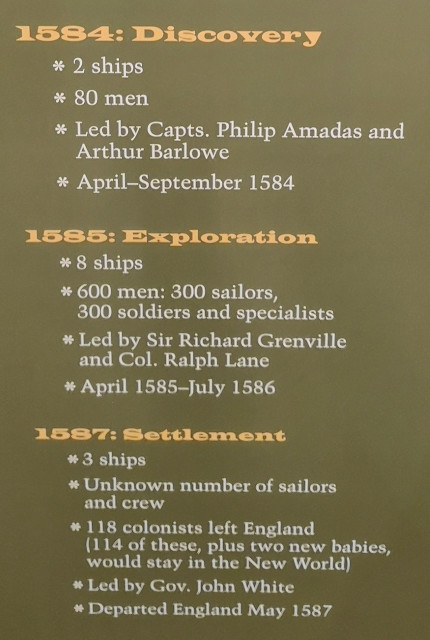 1584: Discovery
* 2 ships
* 80 men
* Led by Capts. Philip Amadas and
Arthur Barlowe
* April–September 1584
1585: Exploration
* 8 ships
* 600 men: 300 sailors,
300 soldiers and specialists
* Led by Sir Richard Grenville
and Col. Ralph Lane
* April 1585–July 1586
1587: Settlement
* 3 ships
* Unknown number of sailors
and crew
* 118 colonists left England
(114 of these, plus two new babies,
would stay in the New World)
* Led by Gov. John White
* Departed England May 1587